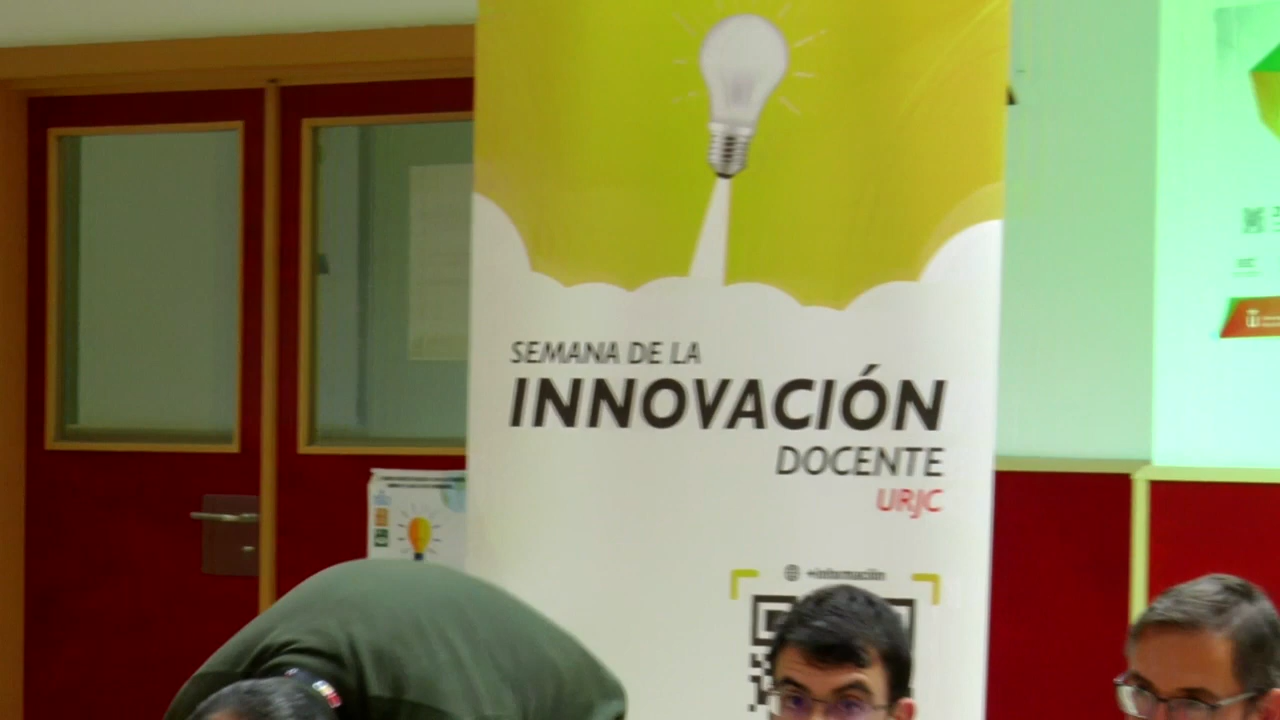 SEMANA DE LA
INNOVACIÓN
DOCENTE
URJC
+información